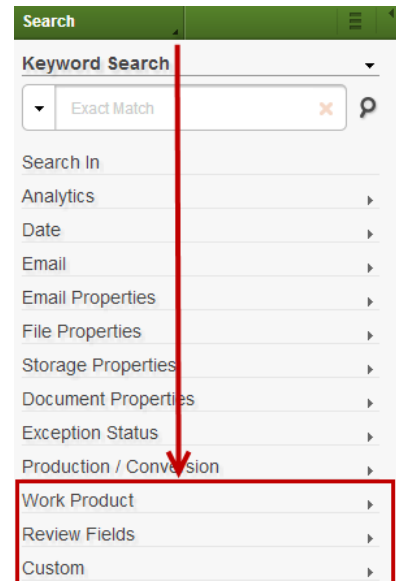 Search
Keyword Search
Exact Match
Search In
Analytics
Date
Email
Email Properties
File Properties
Storage Properties
Document Properties
Exception Status
Production / Conversion
Work Product
Review Fields
Custom